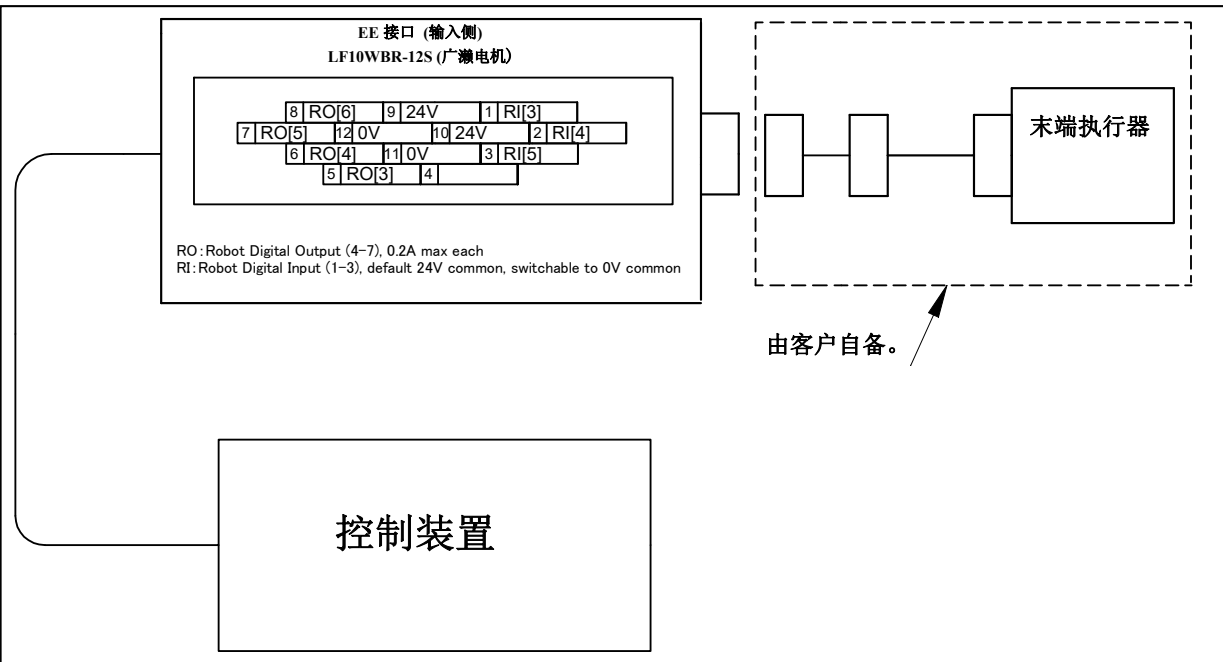 EE 接口 (输入侧)
LF10WBR-12S (广濑电机)
8 RO[6] 9 24V 1 RI[3]
7 RO[5] 12 0V 10 24V 2 RI[4]
6 RO[4] 11 0V 3 RI[5]
5 RO[3] 4
RO:Robot Digital Output (4-7), 0.2A max each
RI:Robot Digital Input (1-3), default 24V common, switchable to 0V common
末端执行器
由客户自备。
控制装置